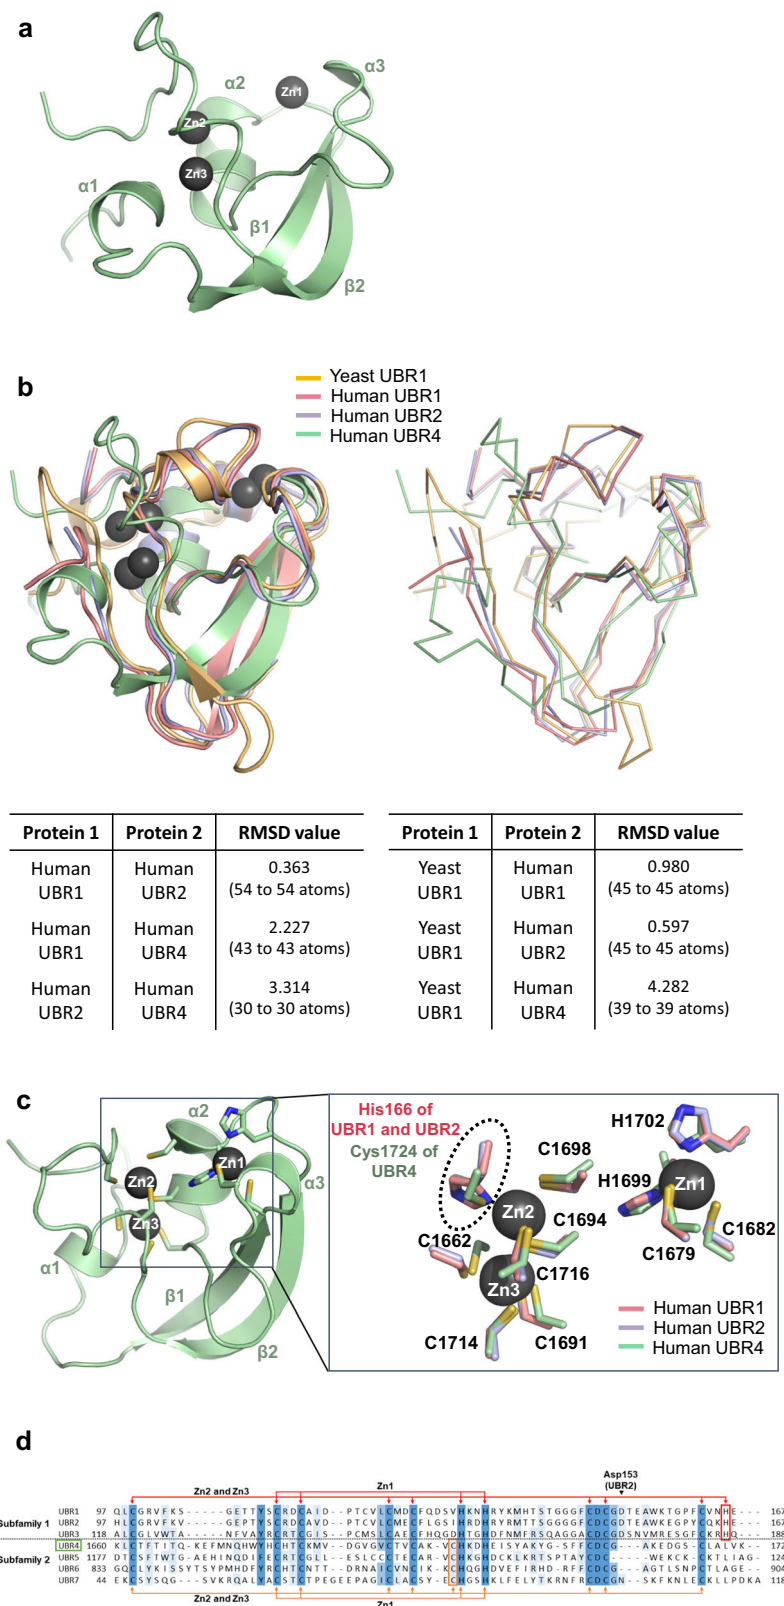 a
α3
α2
Zn1
Zn2
Zn3
α1
β1
β2
b
Yeast UBR1
Human UBR1
Human UBR2
Human UBR4
Protein 1 Protein 2 RMSD value
Human UBR1 Human UBR2 0.363 (54 to 54 atoms)
Human UBR1 Human UBR4 2.227 (43 to 43 atoms)
Human UBR2 Human UBR4 3.314 (30 to 30 atoms)
Protein 1 Protein 2 RMSD value
Yeast UBR1 Human UBR1 0.980 (45 to 45 atoms)
Yeast UBR1 Human UBR2 0.597 (45 to 45 atoms)
Yeast UBR1 Human UBR4 4.282 (39 to 39 atoms)
c
α2
Zn1
Zn2
α3
Zn3
α1
β1
β2
His166 of
UBR1 and UBR2
Cys1724 of
UBR4
H1702
C1698
H1699
Zn1
Zn2
C1694
C1662
C1682
C1679
C1716
Zn3
C1714
C1691
Human UBR1
Human UBR2
Human UBR4
d
Asp153
(UBR2)
Zn2 and Zn3
Zn1
Subfamily 1
UBR1 97
UBR2 97
UBR3 118
Subfamily 2
UBR4 1660
UBR5 1177
UBR6 833
UBR7 44
167
167
188
124
904
118
Zn2 and Zn3
Zn1